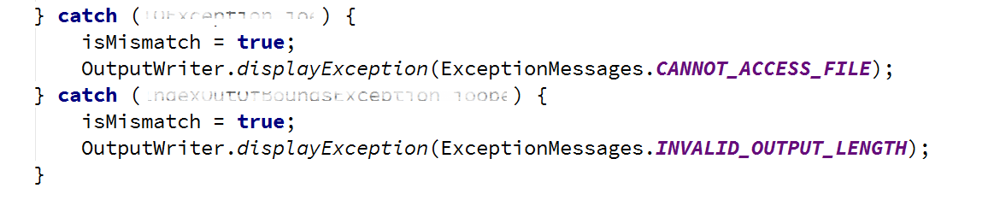 } catch (IOException ioe) {
isMismatch = true;
OutputWriter.displayException(ExceptionMessages.CANNOT_ACCESS_FILE);
} catch (IndexOutOfBoundsException ioobe) {
isMismatch = true;
OutputWriter.displayException(ExceptionMessages.INVALID_OUTPUT_LENGTH);
}